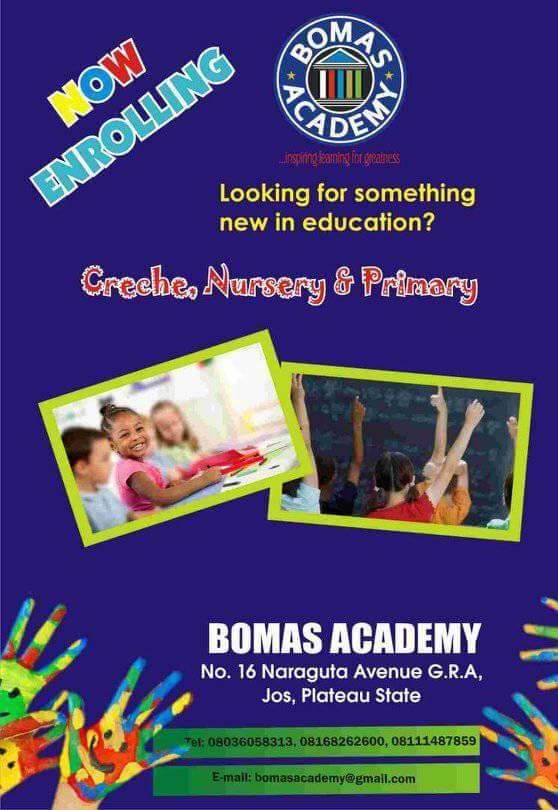 NOW
ENROLLING
BOMAS
ACADEMY
...inspiring learning for greatness
Looking for something
new in education?
Creche, Nursery & Primary
BOMAS ACADEMY
No. 16 Naraguta Avenue G.R.A,
Jos, Plateau State
Tel: 08036058313, 08168262600, 08111487859
E-mail: bomasacademy@gmail.com